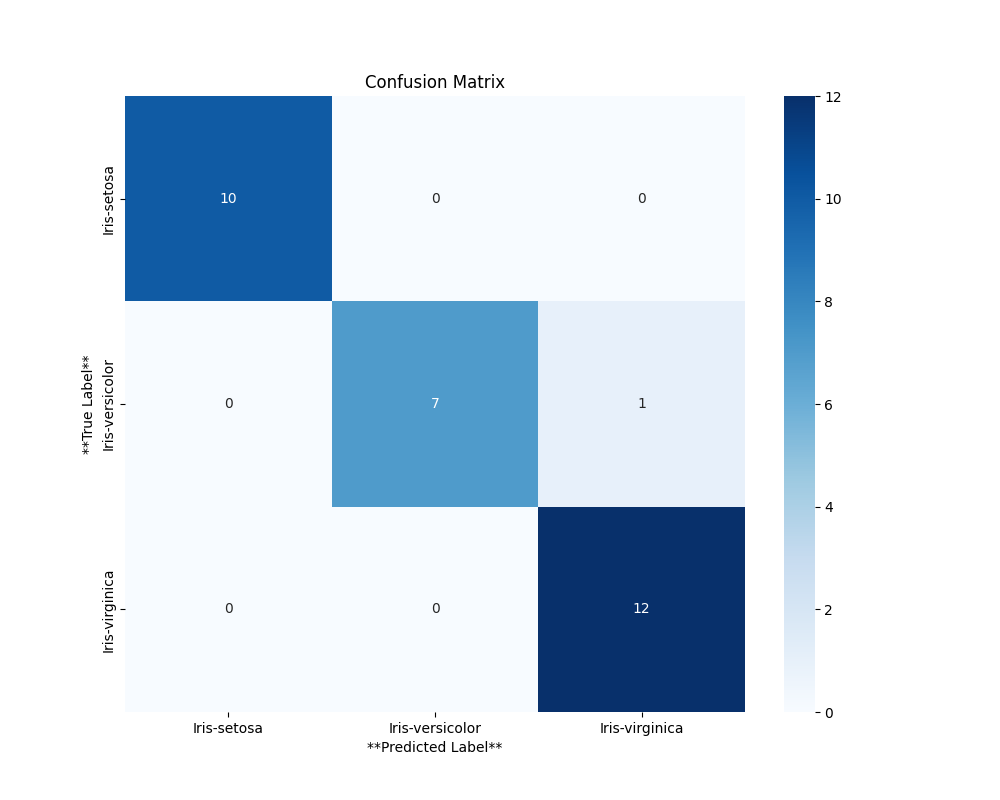 Confusion Matrix
Iris-setosa
10
0
0
**True Label**
Iris-versicolor
0
7
1
Iris-virginica
0
0
12
Iris-setosa
Iris-versicolor
Iris-virginica
**Predicted Label**
12
10
8
6
4
2
0